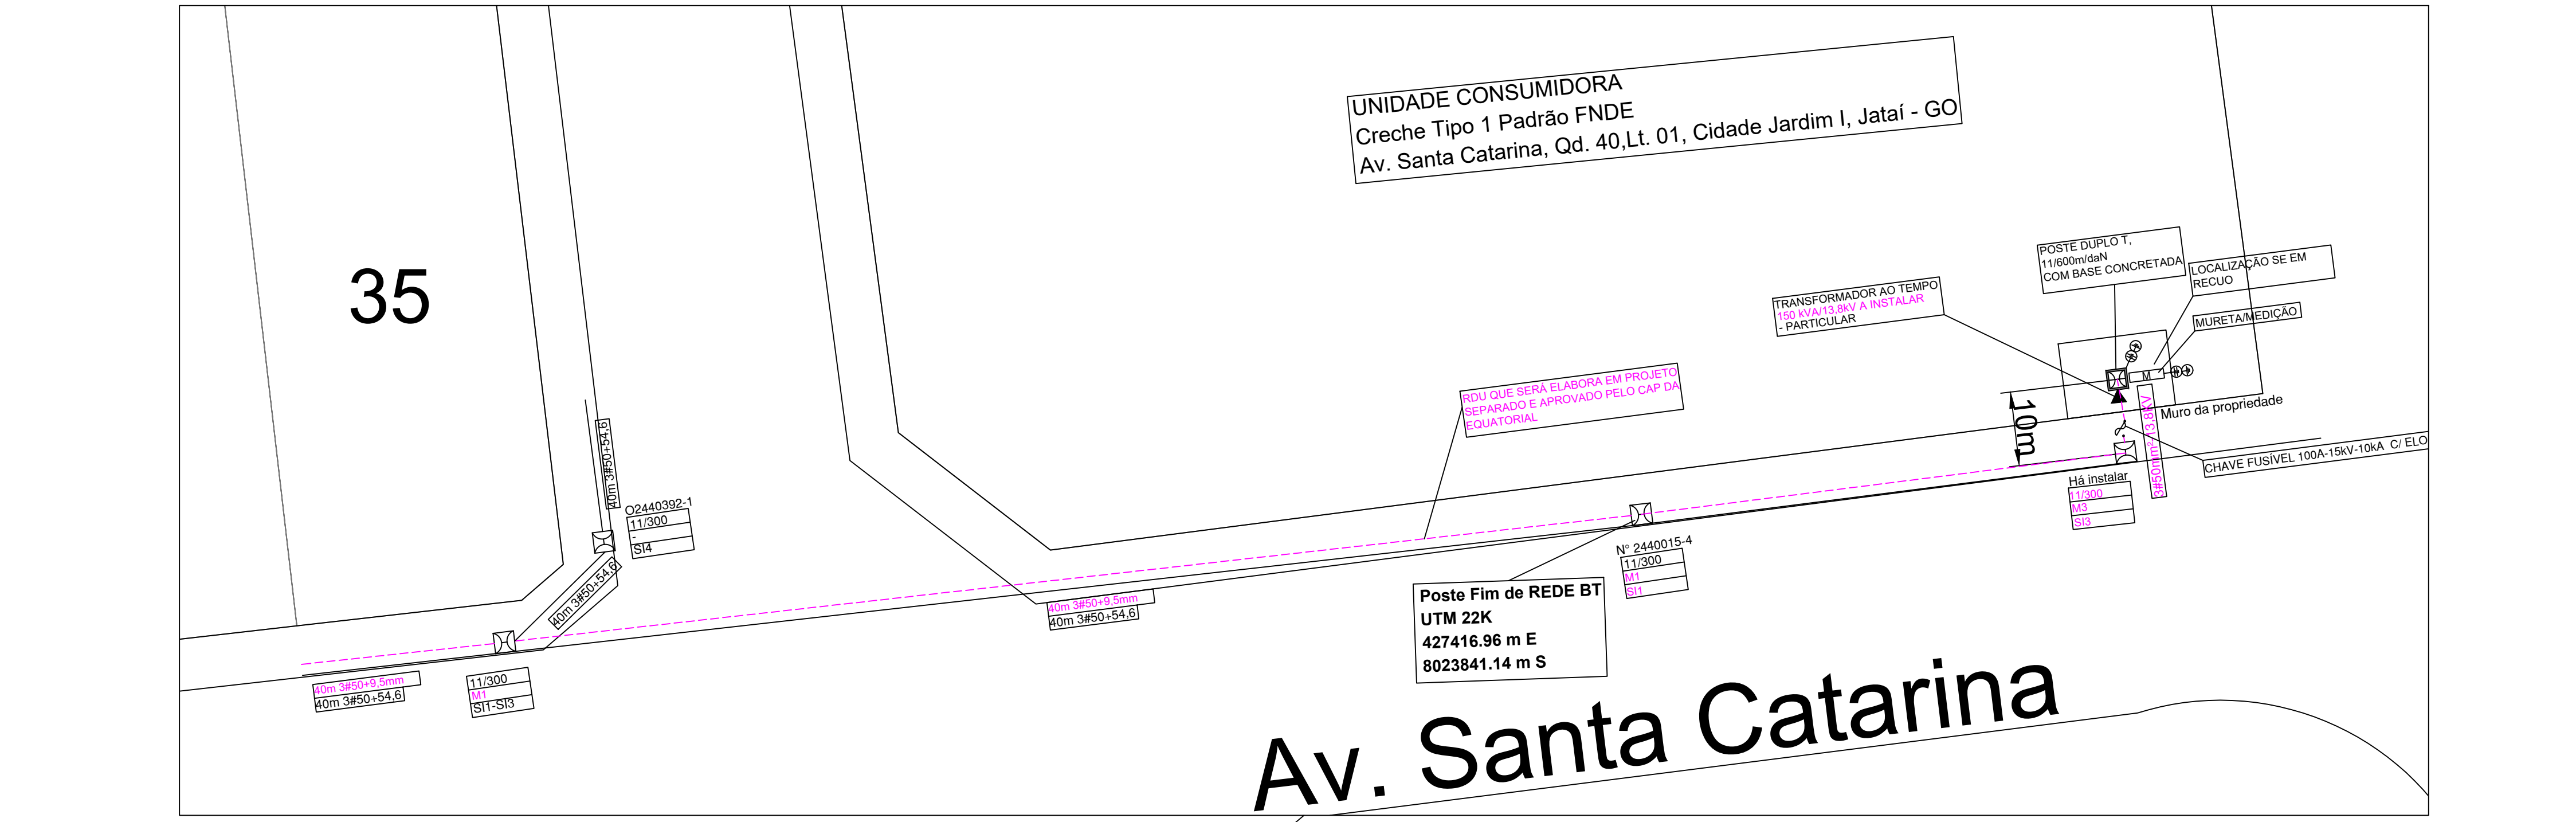 UNIDADE CONSUMIDORA
Creche Tipo 1 Padrão FNDE
Av. Santa Catarina, Qd. 40,Lt. 01, Cidade Jardim I, Jataí - GO
35
POSTE DUPLO T,
11/600m/daN
COM BASE CONCRETADA
LOCALIZAÇÃO SE EM
RECUO
MURETA/MEDIÇÃO
TRANSFORMADOR AO TEMPO
150 kVA/13,8kV A INSTALAR
- PARTICULAR
M
RDU QUE SERÁ ELABORA EM PROJETO
SEPARADO E APROVADO PELO CAP DA
EQUATORIAL
10m
3#50mm²-13,8KV
Muro da propriedade
CHAVE FUSÍVEL 100A-15kV-10kA C/ ELO
Há instalar
11/300
M3
SI3
40m 3#50+54,6
O2440392-1
11/300
-
SI4
40m 3#50+54,6
N° 2440015-4
11/300
M1
SI1
Poste Fim de REDE BT
UTM 22K
427416.96 m E
8023841.14 m S
40m 3#50+9,5mm
40m 3#50+54,6
40m 3#50+9,5mm
40m 3#50+54,6
11/300
M1
SI1-SI3
Av. Santa Catarina